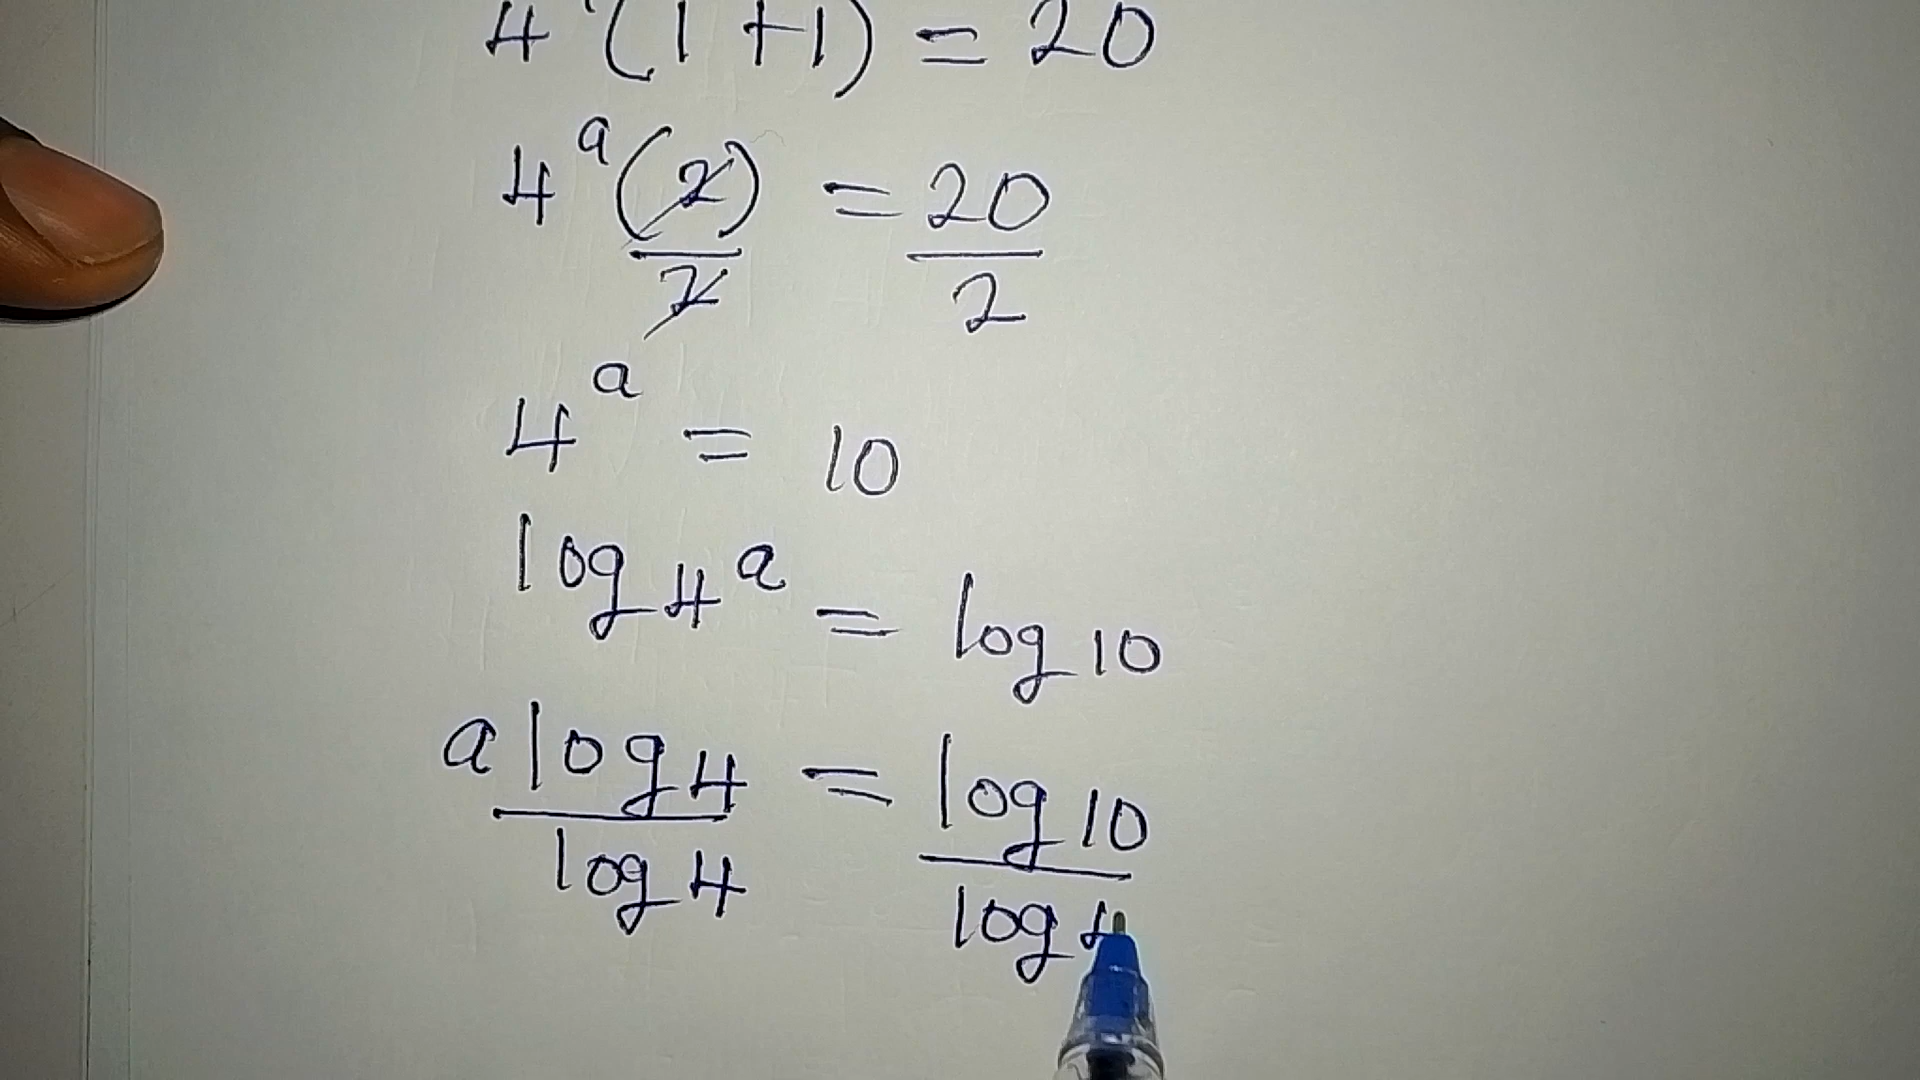 4 (1+1) = 20
4^a (2)/2 = 20/2
4^a = 10
log 4^a = log 10
a log 4 / log 4 = log 10 / log 4